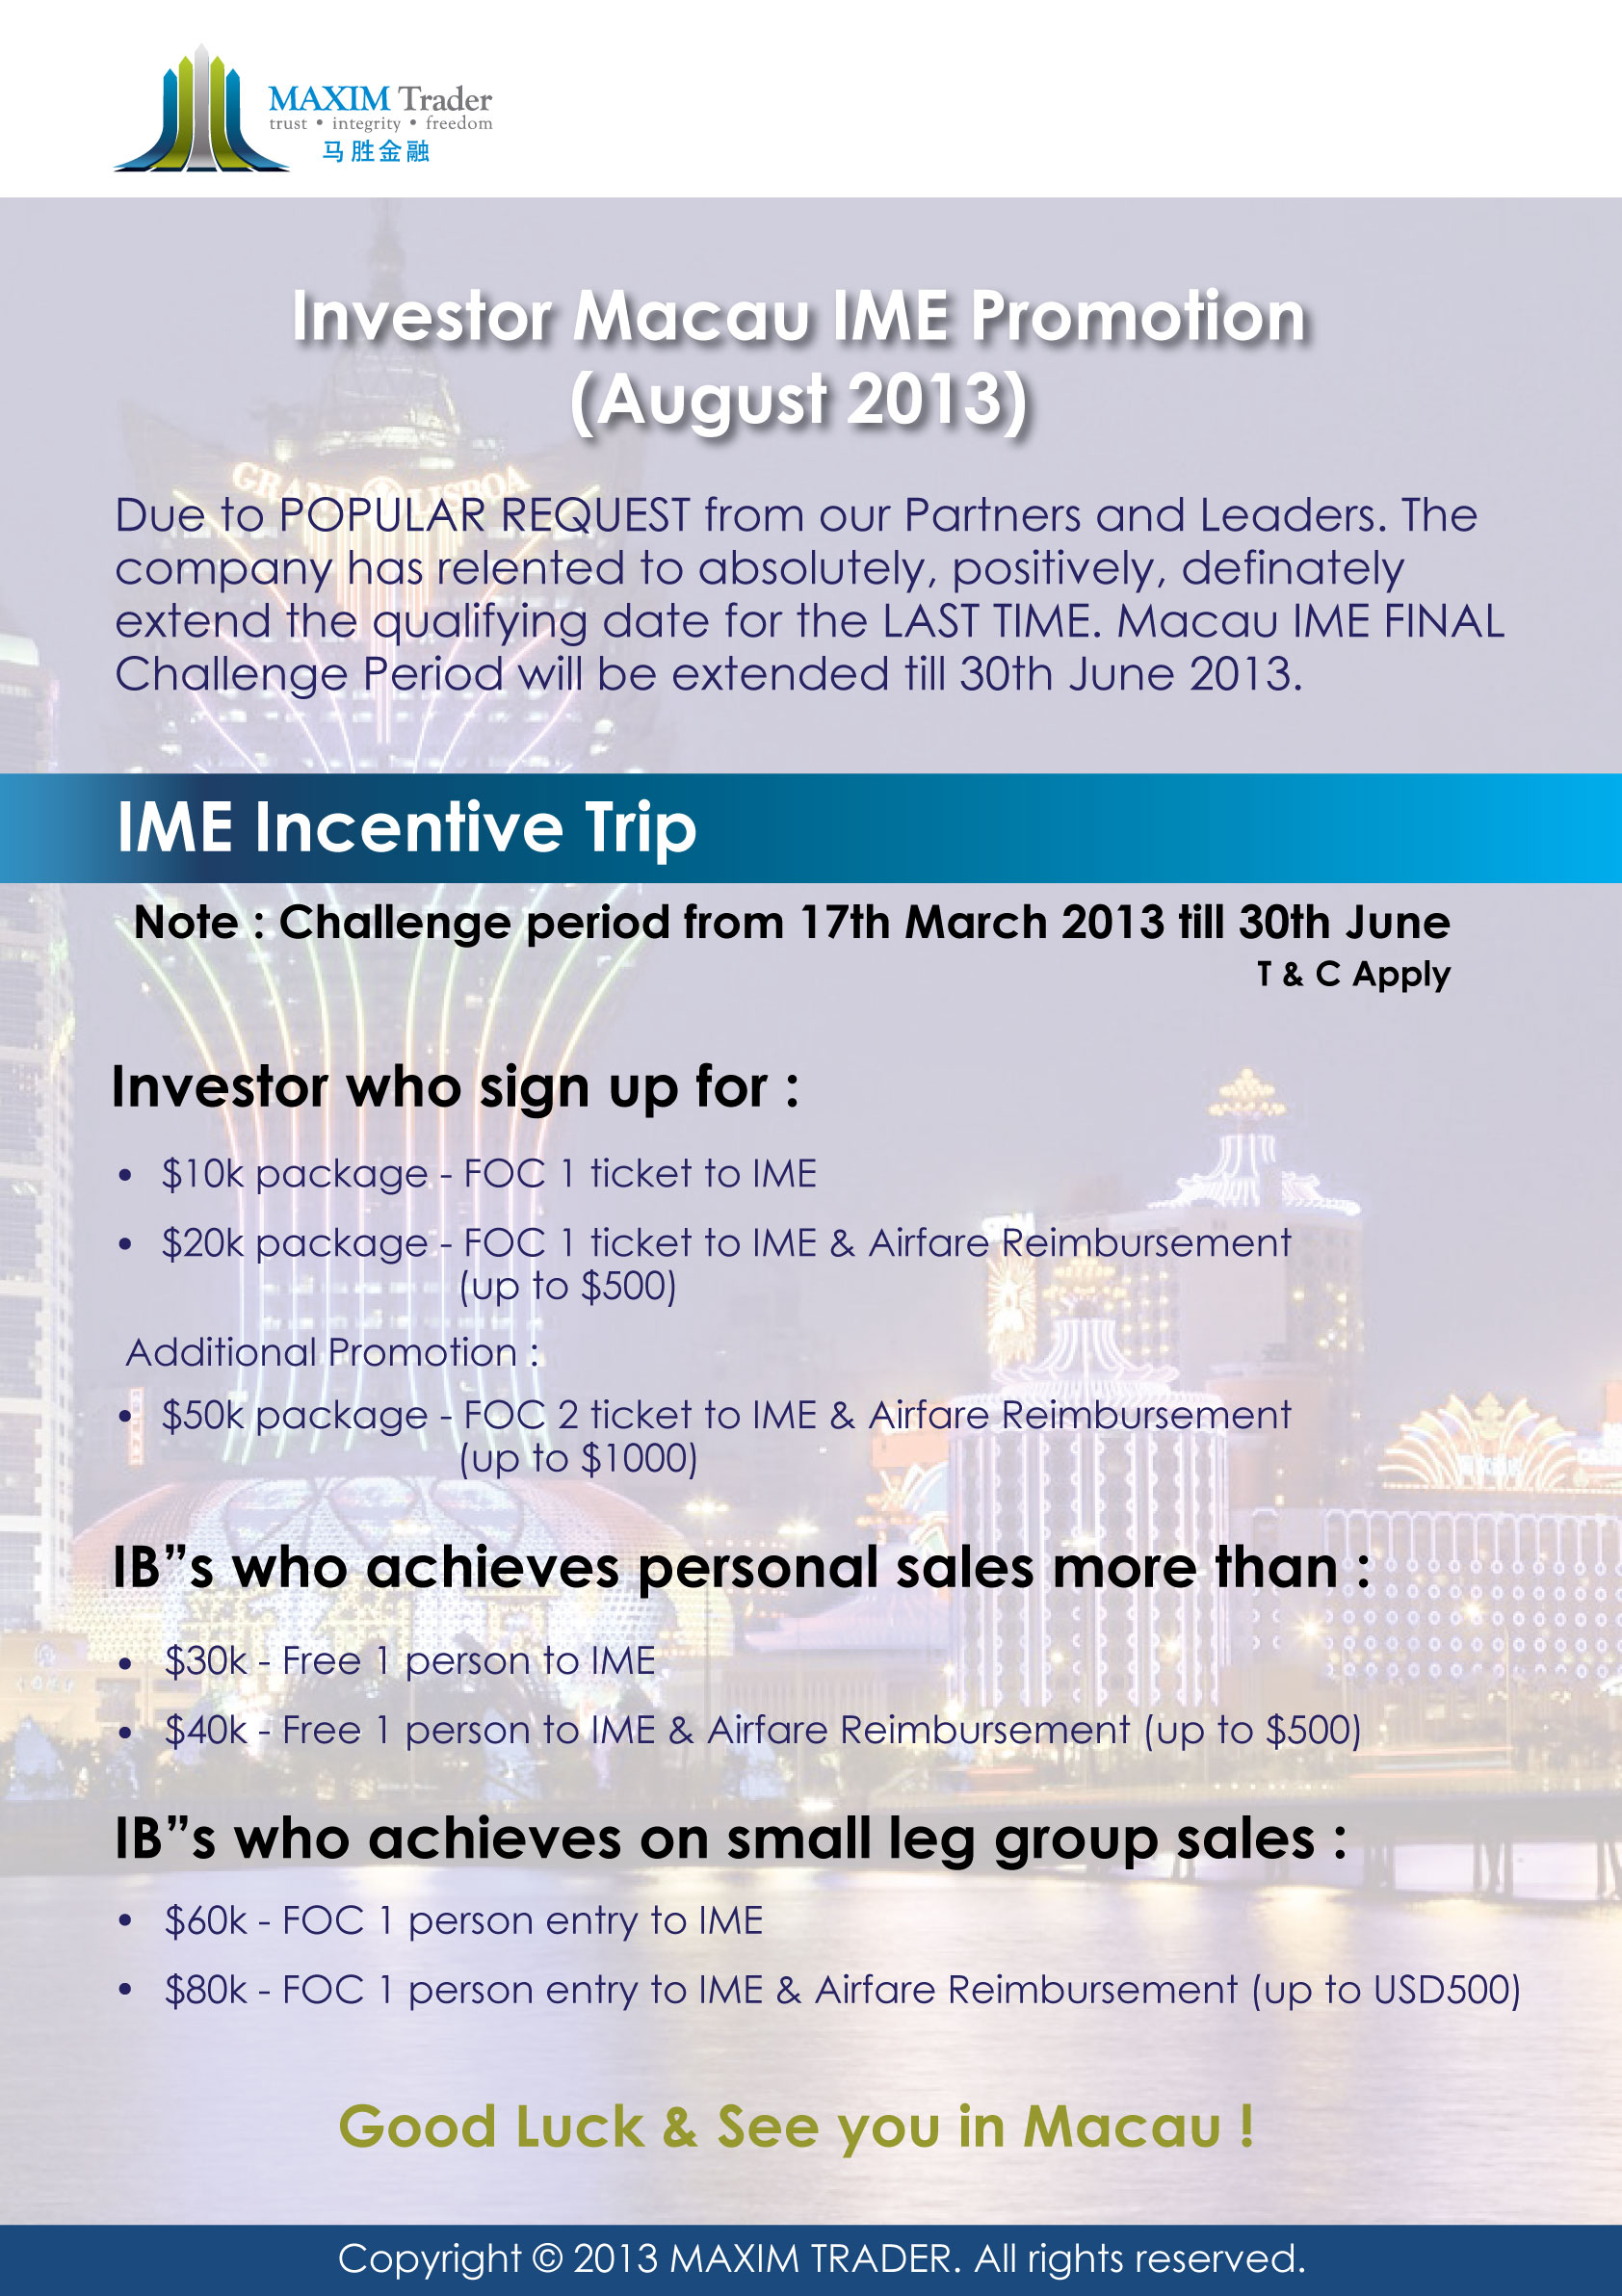 MAXIM Trader
trust • integrity • freedom
马胜金融
Investor Macau IME Promotion
(August 2013)
GRAND LISBOA
Due to POPULAR REQUEST from our Partners and Leaders. The
company has relented to absolutely, positively, definately
extend the qualifying date for the LAST TIME. Macau IME FINAL
Challenge Period will be extended till 30th June 2013.
IME Incentive Trip
Note : Challenge period from 17th March 2013 till 30th June
T & C Apply
Investor who sign up for :
• $10k package - FOC 1 ticket to IME
• $20k package - FOC 1 ticket to IME & Airfare Reimbursement
(up to $500)
Additional Promotion :
• $50k package - FOC 2 ticket to IME & Airfare Reimbursement
(up to $1000)
IB”s who achieves personal sales more than :
• $30k - Free 1 person to IME
• $40k - Free 1 person to IME & Airfare Reimbursement (up to $500)
IB”s who achieves on small leg group sales :
• $60k - FOC 1 person entry to IME
• $80k - FOC 1 person entry to IME & Airfare Reimbursement (up to USD500)
Good Luck & See you in Macau !
Copyright © 2013 MAXIM TRADER. All rights reserved.